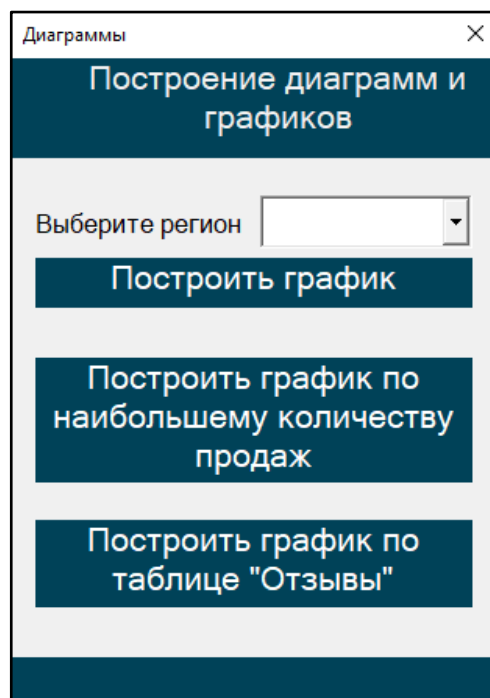 Диаграммы
Построение диаграмм и
графиков
Выберите регион
Построить график
Построить график по
наибольшему количеству
продаж
Построить график по
таблице "Отзывы"